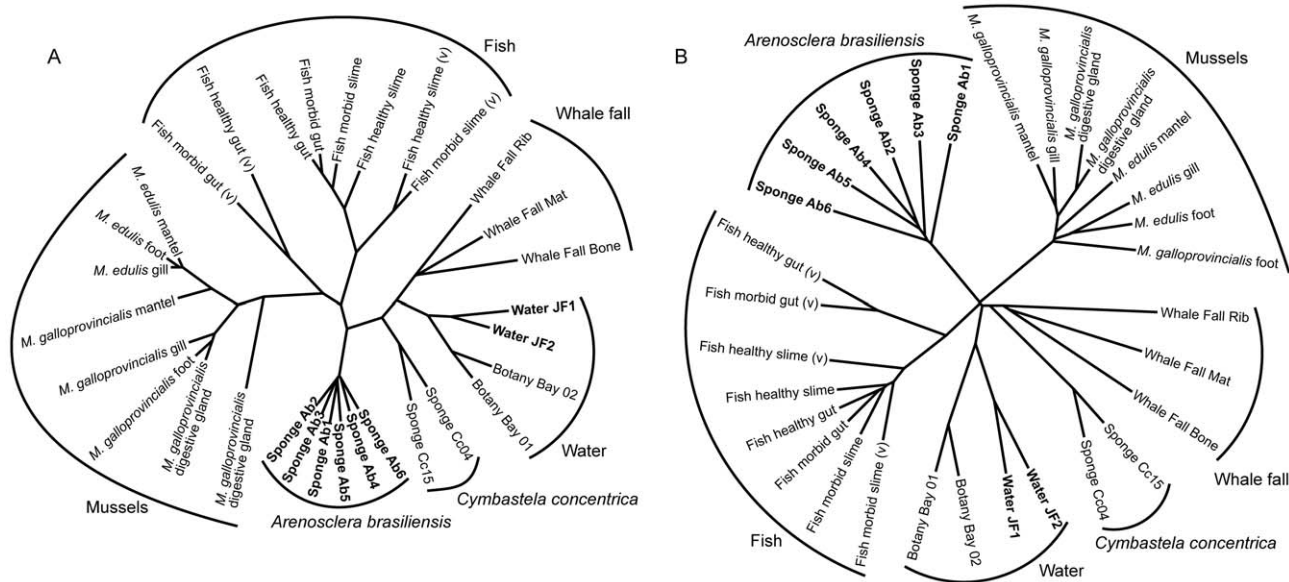 A
Fish
Fish morbid gut (v)
Fish healthy gut (v)
Fish healthy gut
Fish morbid gut
Fish morbid slime
Fish healthy slime
Fish healthy slime (v)
Fish morbid slime (v)
Whale fall
Whale Fall Rib
Whale Fall Mat
Whale Fall Bone
Water JF1
Water JF2
Botany Bay 02
Botany Bay 01
Water
Sponge Cc04
Sponge Cc15
Cymbastela concentrica
Sponge Ab6
Sponge Ab4
Sponge Ab5
Sponge Ab1
Sponge Ab3
Sponge Ab2
Arenosclera brasiliensis
M. galloprovincialis
digestive gland
M. galloprovincialis
digestive gland
M. galloprovincialis foot
M. galloprovincialis gill
M. galloprovincialis mantel
M. edulis gill
M. edulis foot
M. edulis mantel
Mussels
B
Arenosclera brasiliensis
Sponge Ab6
Sponge Ab5
Sponge Ab4
Sponge Ab2
Sponge Ab3
Sponge Ab1
Mussels
M. galloprovincialis mantel
M. galloprovincialis gill
M. galloprovincialis
digestive gland
M. galloprovincialis
digestive gland
M. edulis mantel
M. edulis gill
M. edulis foot
M. galloprovincialis foot
Whale Fall Rib
Whale Fall Mat
Whale Fall Bone
Whale fall
Sponge Cc15
Sponge Cc04
Cymbastela concentrica
Water JF2
Water JF1
Botany Bay 02
Botany Bay 01
Water
Fish morbid slime (v)
Fish morbid slime
Fish morbid gut
Fish healthy gut
Fish healthy slime
Fish healthy slime (v)
Fish morbid gut (v)
Fish healthy gut (v)
Fish